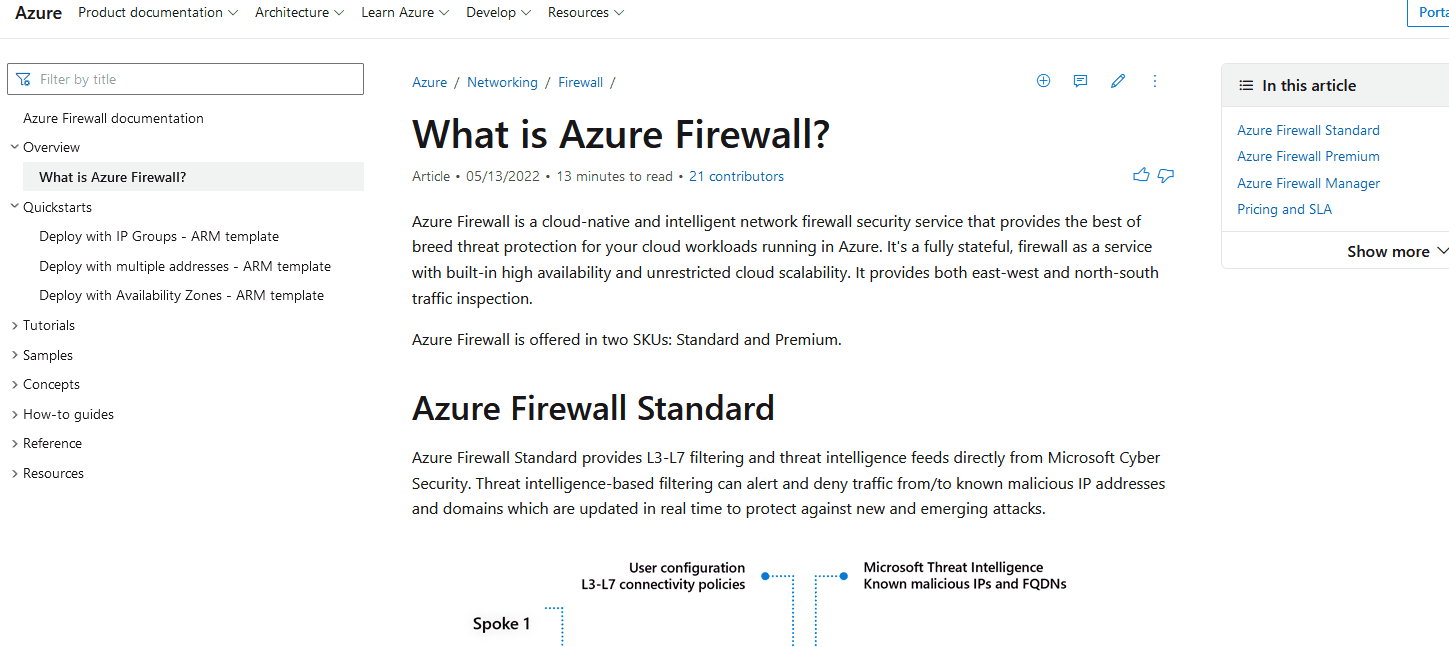 Azure Product documentation Architecture Learn Azure Develop Resources
Filter by title
Azure Firewall documentation
Overview
What is Azure Firewall?
Quickstarts
Deploy with IP Groups - ARM template
Deploy with multiple addresses - ARM template
Deploy with Availability Zones - ARM template
Tutorials
Samples
Concepts
How-to guides
Reference
Resources
Azure / Networking / Firewall /
What is Azure Firewall?
Article • 05/13/2022 • 13 minutes to read • 21 contributors
Azure Firewall is a cloud-native and intelligent network firewall security service that provides the best of
breed threat protection for your cloud workloads running in Azure. It's a fully stateful, firewall as a service
with built-in high availability and unrestricted cloud scalability. It provides both east-west and north-south
traffic inspection.
Azure Firewall is offered in two SKUs: Standard and Premium.
Azure Firewall Standard
Azure Firewall Standard provides L3-L7 filtering and threat intelligence feeds directly from Microsoft Cyber
Security. Threat intelligence-based filtering can alert and deny traffic from/to known malicious IP addresses
and domains which are updated in real time to protect against new and emerging attacks.
User configuration
L3-L7 connectivity policies
Microsoft Threat Intelligence
Known malicious IPs and FQDNs
Spoke 1
In this article
Azure Firewall Standard
Azure Firewall Premium
Azure Firewall Manager
Pricing and SLA
Show more